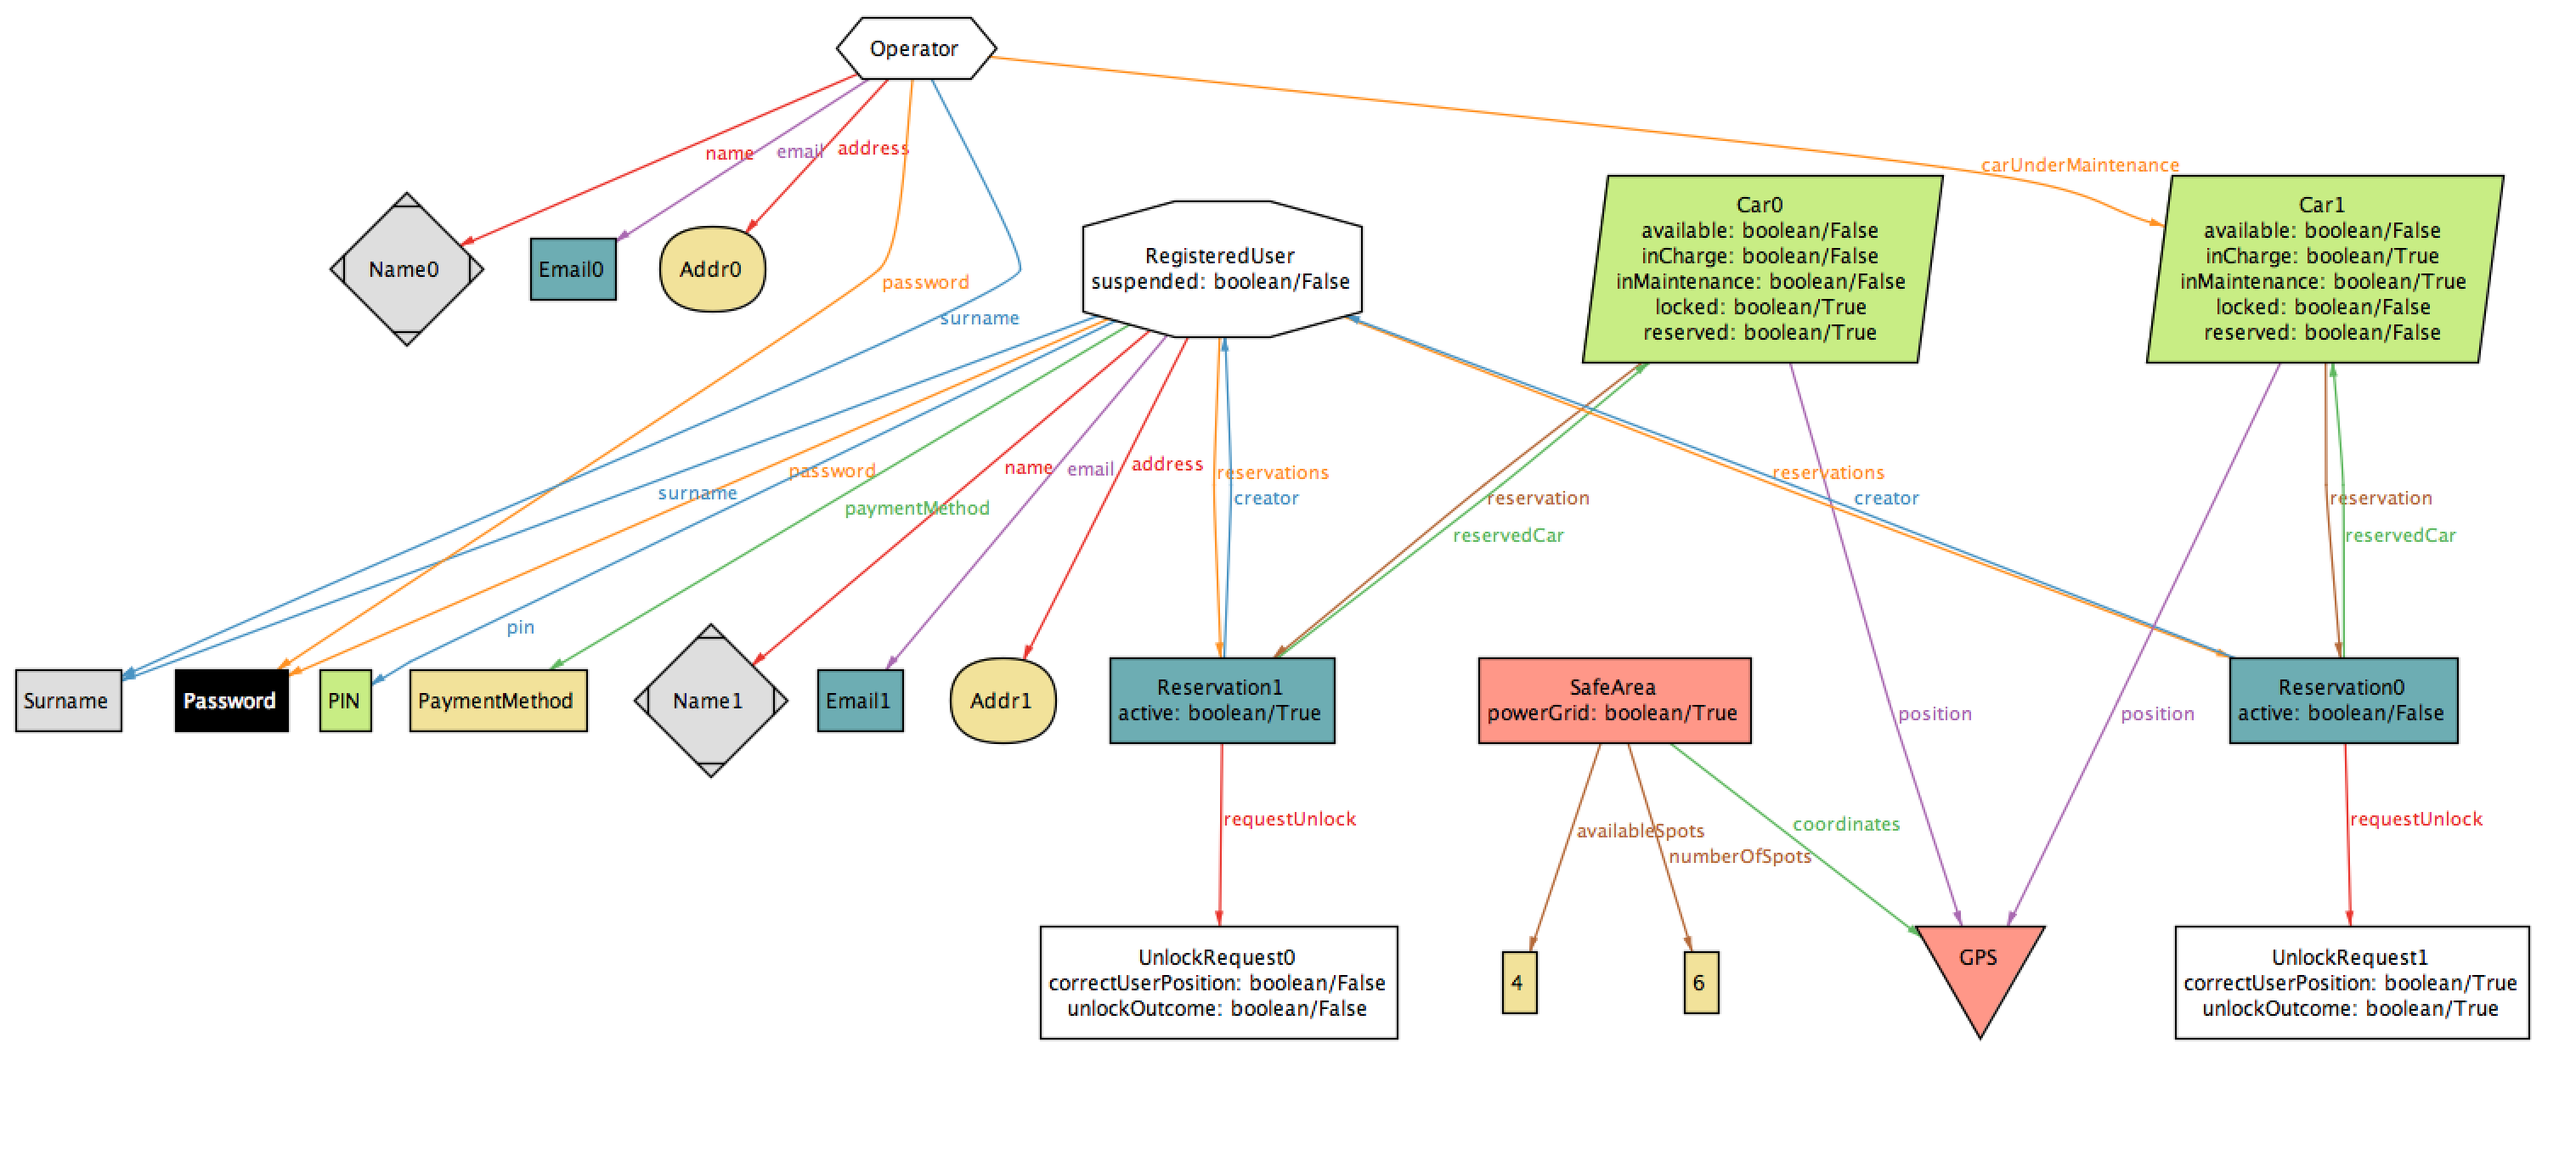 Operator
name
email
address
carUnderMaintenance
Name0
Email0
Addr0
password
surname
RegisteredUser
suspended: boolean/False
Car0
available: boolean/False
inCharge: boolean/False
inMaintenance: boolean/False
locked: boolean/True
reserved: boolean/True
Car1
available: boolean/False
inCharge: boolean/True
inMaintenance: boolean/True
locked: boolean/False
reserved: boolean/False
surname
password
pin
paymentMethod
name
email
address
reservations
creator
reservation
reservedCar
reservations
creator
reservation
reservedCar
Surname
Password
PIN
PaymentMethod
Name1
Email1
Addr1
Reservation1
active: boolean/True
SafeArea
powerGrid: boolean/True
position
position
Reservation0
active: boolean/False
requestUnlock
availableSpots
numberOfSpots
coordinates
requestUnlock
UnlockRequest0
correctUserPosition: boolean/False
unlockOutcome: boolean/False
4
6
GPS
UnlockRequest1
correctUserPosition: boolean/True
unlockOutcome: boolean/True